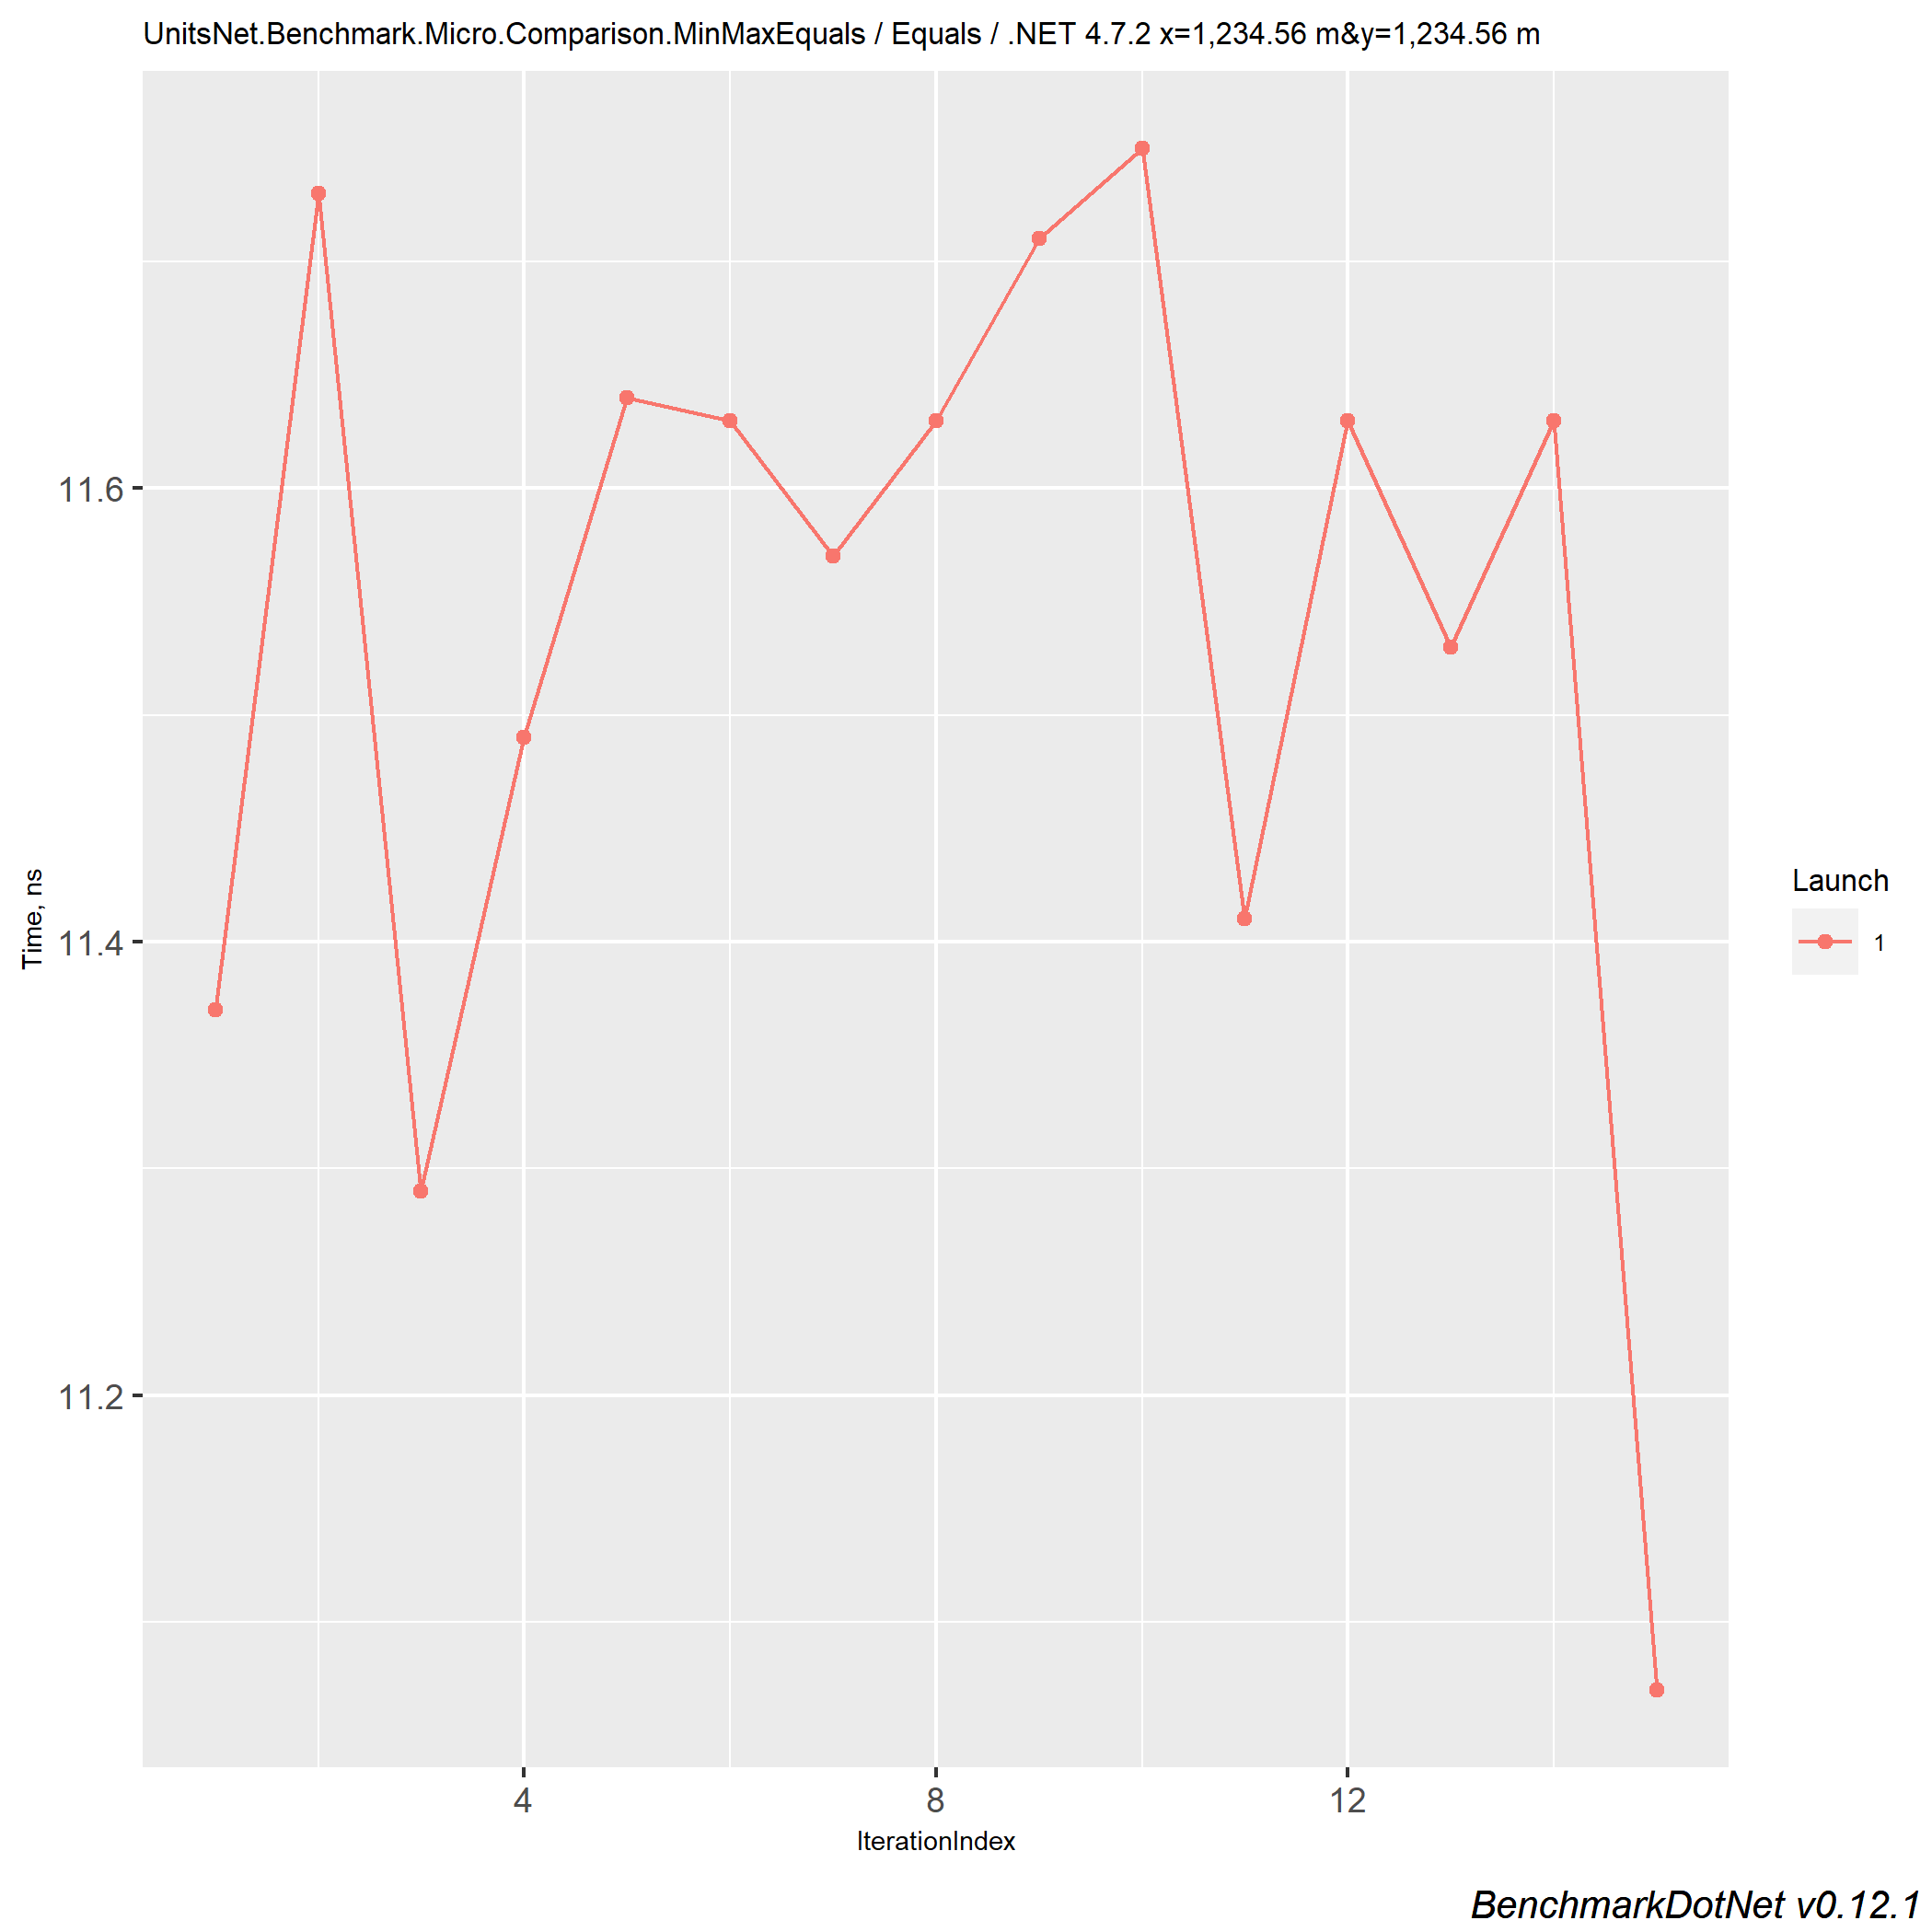 UnitsNet.Benchmark.Micro.Comparison.MinMaxEquals / Equals / .NET 4.7.2 x=1,234.56 m&y=1,234.56 m
11.6
11.4
11.2
Time, ns
4
8
12
IterationIndex
Launch
1
BenchmarkDotNet v0.12.1